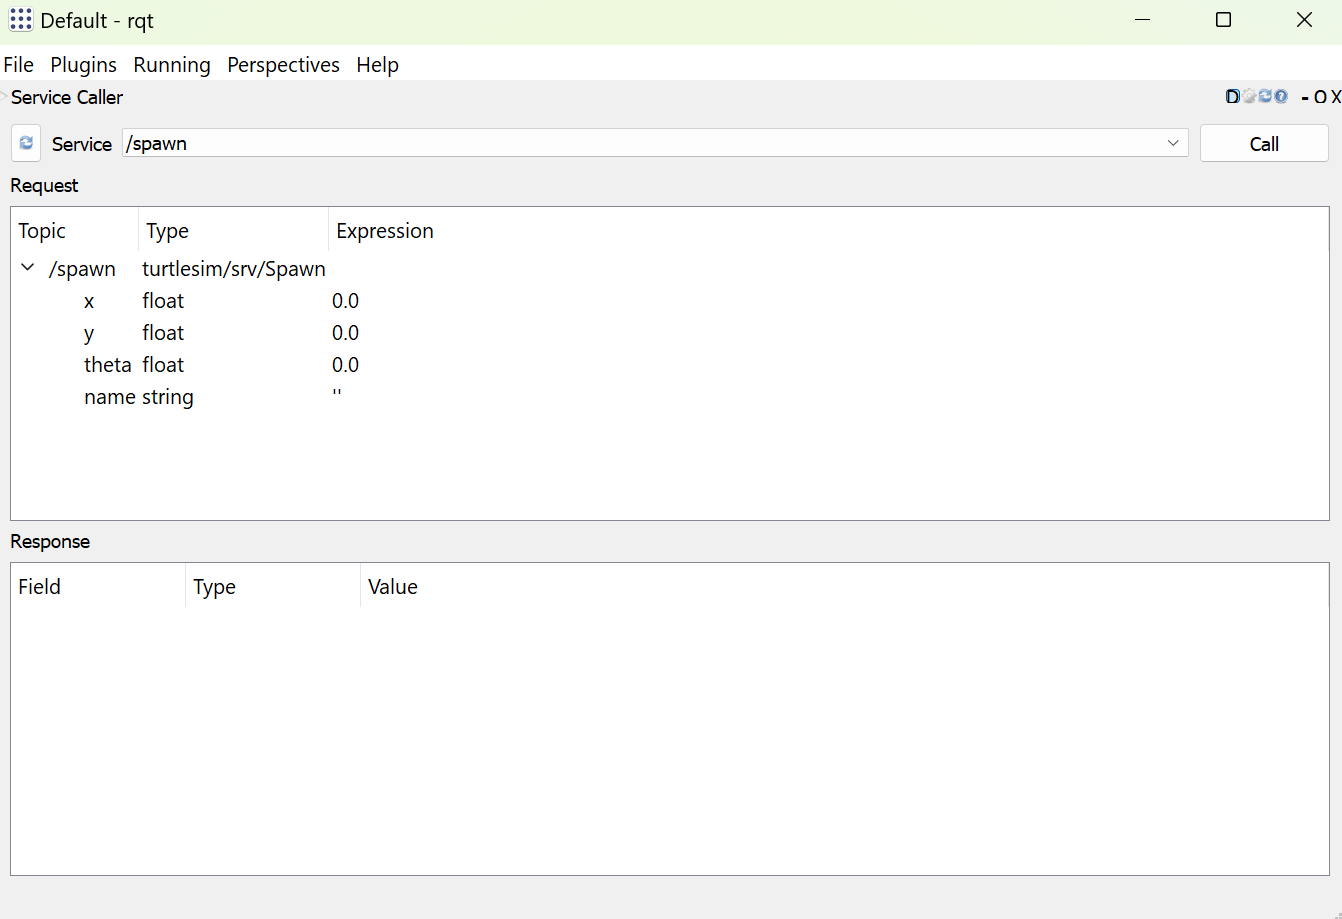 Default - rqt
File Plugins Running Perspectives Help
Service Caller D ? - O X
Service /spawn Call
Request
Topic Type Expression
/spawn turtlesim/srv/Spawn
x float 0.0
y float 0.0
theta float 0.0
name string ''
Response
Field Type Value